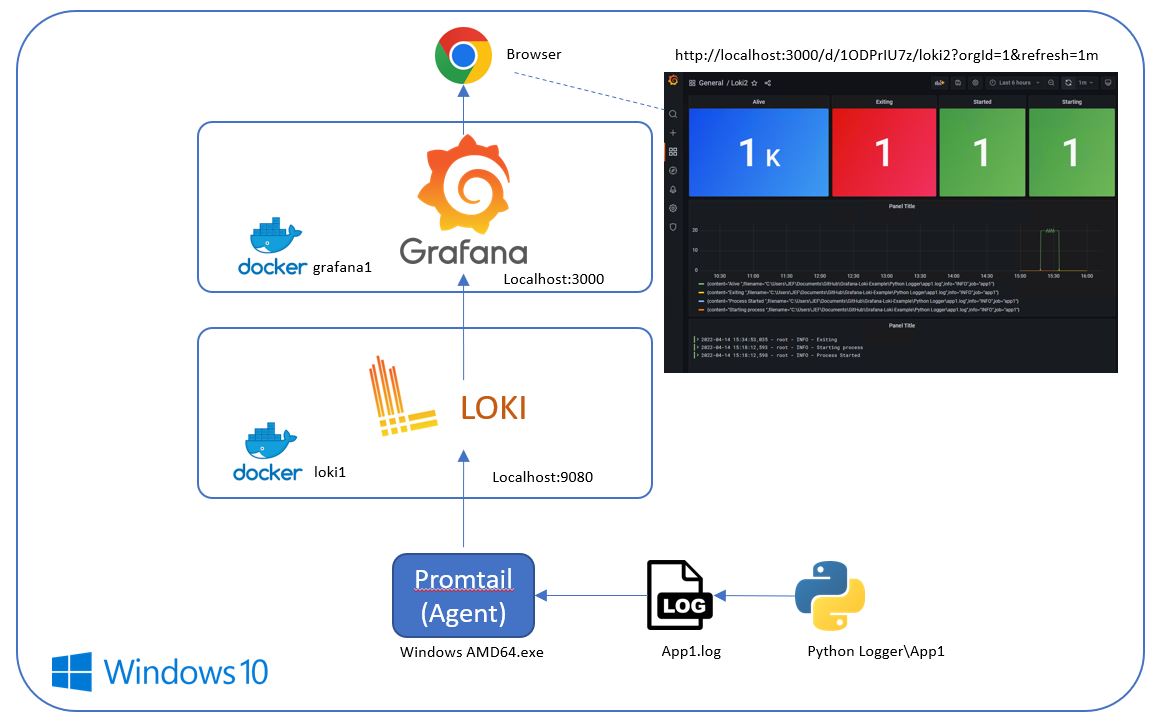 Browser
http://localhost:3000/d/1ODPrIU7z/loki2?orgId=1&refresh=1m
General / Loki2
Last 6 hours
1m
Alive
Exiting
Started
Starting
1 K
1
1
1
Panel Title
20
10
0
10:30
11:00
11:30
12:00
12:30
13:00
13:30
14:00
14:30
15:00
15:30
16:00
{content="Alive ",filename="C:\Users\JEF\Documents\GitHub\Grafana-Loki-Example\Python Logger\app1.log",info="INFO",job="app1"}
{content="Exiting ",filename="C:\Users\JEF\Documents\GitHub\Grafana-Loki-Example\Python Logger\app1.log",info="INFO",job="app1"}
{content="Process Started ",filename="C:\Users\JEF\Documents\GitHub\Grafana-Loki-Example\Python Logger\app1.log",info="INFO",job="app1"}
{content="Starting process ",filename="C:\Users\JEF\Documents\GitHub\Grafana-Loki-Example\Python Logger\app1.log",info="INFO",job="app1"}
Panel Title
> 2022-04-14 15:34:53,035 - root - INFO - Exiting
> 2022-04-14 15:18:12,593 - root - INFO - Starting process
> 2022-04-14 15:18:12,590 - root - INFO - Process Started
Grafana
docker
grafana1
Localhost:3000
LOKI
docker
loki1
Localhost:9080
Promtail
(Agent)
Windows AMD64.exe
LOG
App1.log
Python Logger\App1
Windows 10